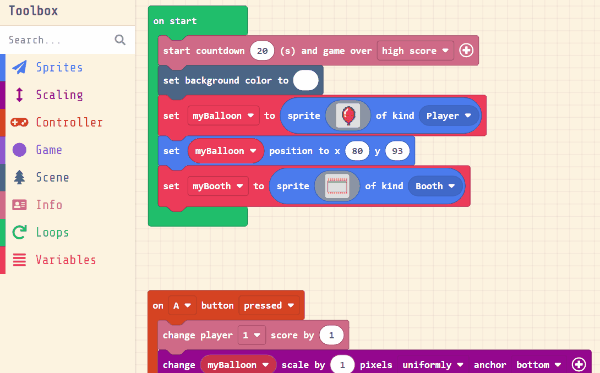 Toolbox
Search...
Sprites
Scaling
Controller
Game
Scene
Info
Loops
Variables
on start
start countdown 20 (s) and game over high score
set background color to
set myBalloon to sprite of kind Player
set myBalloon position to x 80 y 93
set myBooth to sprite of kind Booth
on A button pressed
change player 1 score by 1
change myBalloon scale by 1 pixels uniformly anchor bottom